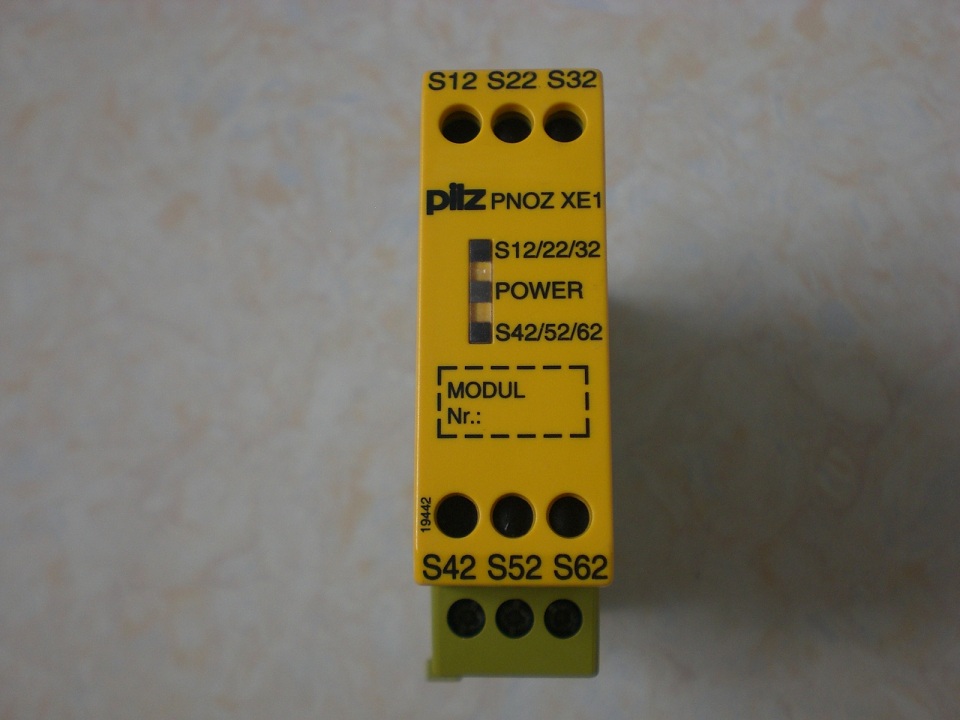 S12 S22 S32
pilz PNOZ XE1
S12/22/32
POWER
S42/52/62
MODUL
Nr.:
19442
S42 S52 S62